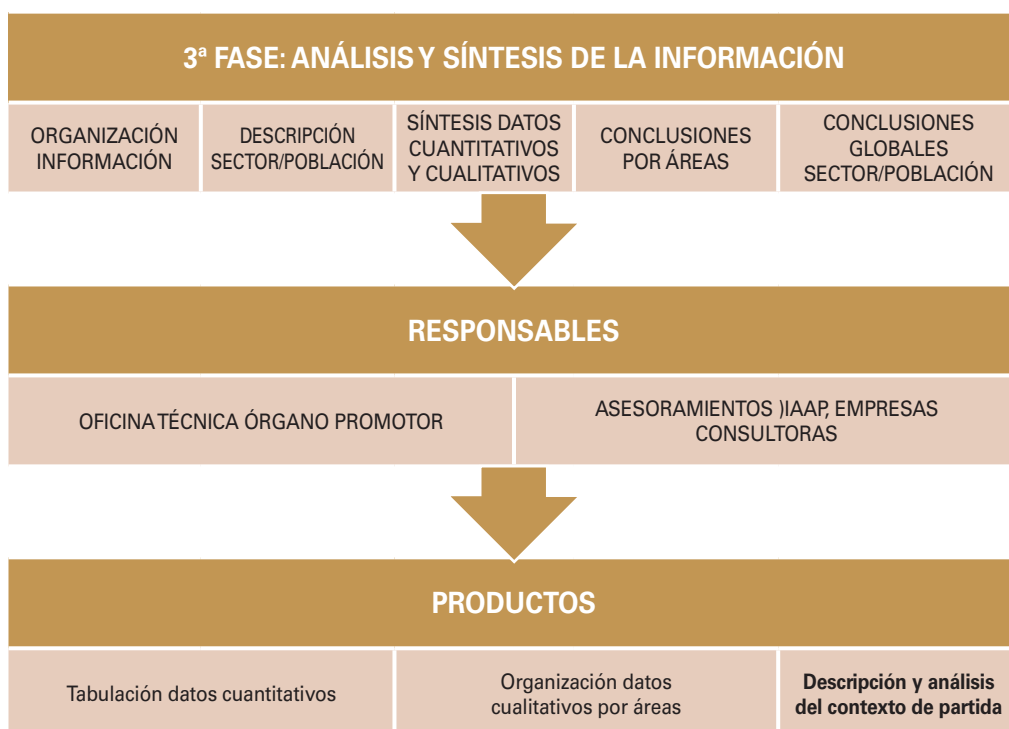 3ª FASE: ANÁLISIS Y SÍNTESIS DE LA INFORMACIÓN
ORGANIZACIÓN
INFORMACIÓN
DESCRIPCIÓN
SECTOR/POBLACIÓN
SÍNTESIS DATOS
CUANTITATIVOS
Y CUALITATIVOS
CONCLUSIONES
POR ÁREAS
CONCLUSIONES
GLOBALES
SECTOR/POBLACIÓN
RESPONSABLES
OFICINA TÉCNICA ÓRGANO PROMOTOR
ASESORAMIENTOS )IAAP, EMPRESAS
CONSULTORAS
PRODUCTOS
Tabulación datos cuantitativos
Organización datos
cualitativos por áreas
Descripción y análisis
del contexto de partida